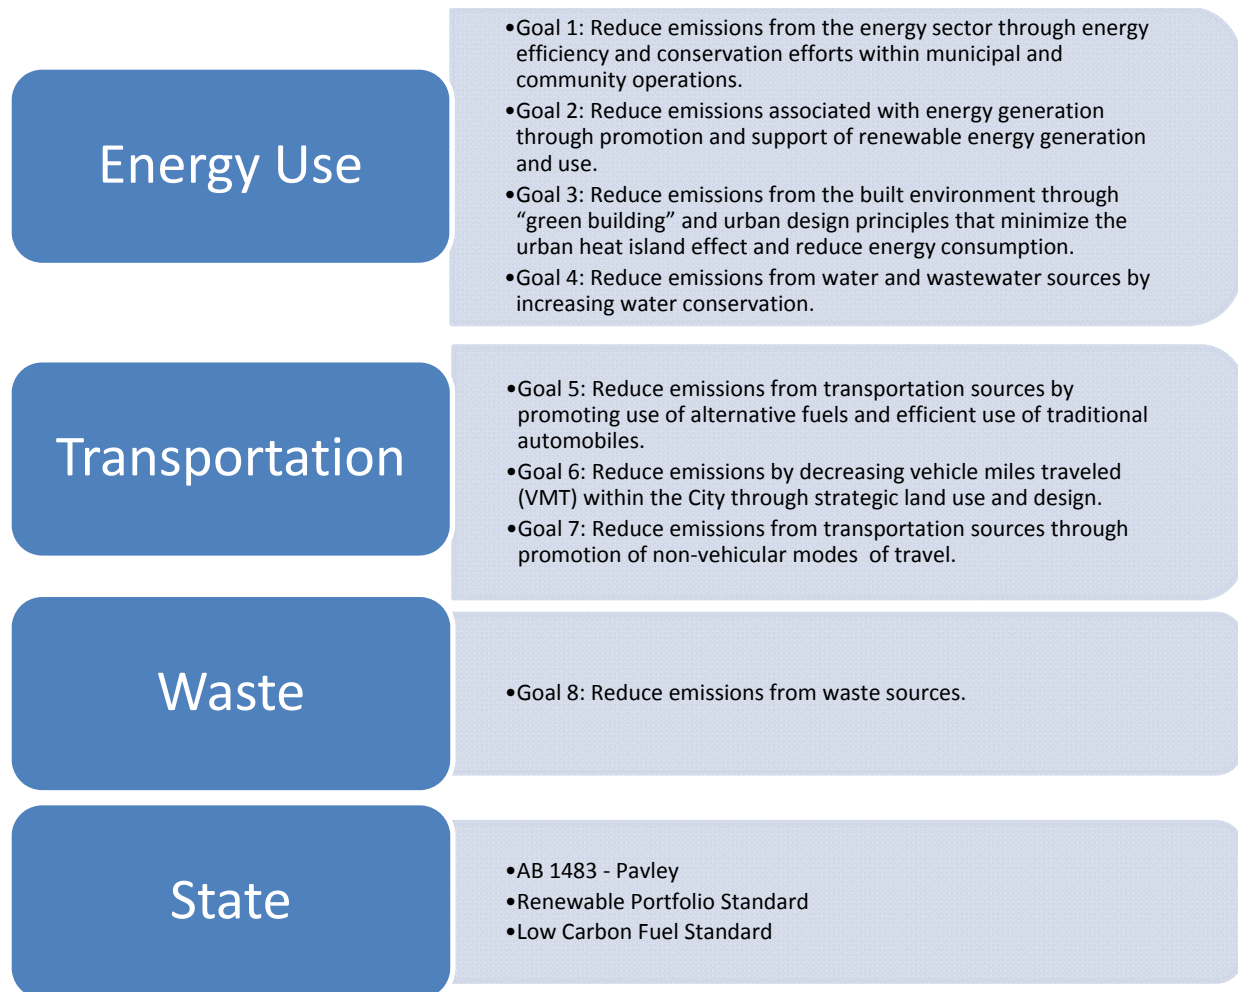 Energy Use
•Goal 1: Reduce emissions from the energy sector through energy
efficiency and conservation efforts within municipal and
community operations.
•Goal 2: Reduce emissions associated with energy generation
through promotion and support of renewable energy generation
and use.
•Goal 3: Reduce emissions from the built environment through
“green building” and urban design principles that minimize the
urban heat island effect and reduce energy consumption.
•Goal 4: Reduce emissions from water and wastewater sources by
increasing water conservation.
Transportation
•Goal 5: Reduce emissions from transportation sources by
promoting use of alternative fuels and efficient use of traditional
automobiles.
•Goal 6: Reduce emissions by decreasing vehicle miles traveled
(VMT) within the City through strategic land use and design.
•Goal 7: Reduce emissions from transportation sources through
promotion of non-vehicular modes of travel.
Waste
•Goal 8: Reduce emissions from waste sources.
State
•AB 1483 - Pavley
•Renewable Portfolio Standard
•Low Carbon Fuel Standard